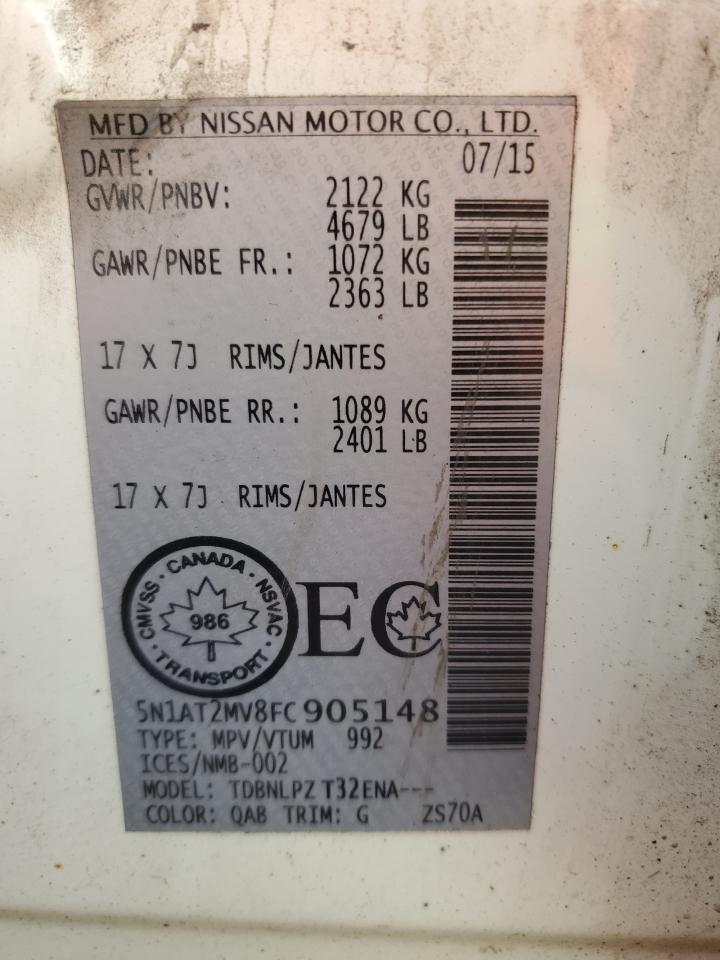 MFD BY NISSAN MOTOR CO., LTD.
DATE: 07/15
GVWR/PNBV: 2122 KG
4679 LB
GAWR/PNBE FR.: 1072 KG
2363 LB
17 X 7J RIMS/JANTES
GAWR/PNBE RR.: 1089 KG
2401 LB
17 X 7J RIMS/JANTES
CANADA · NSVAC · TRANSPORT · CMVSS ·
986
EC
5N1AT2MV8FC905148
TYPE: MPV/VTUM 992
ICES/NMB-002
MODEL: TDBNLPZ T32ENA---
COLOR: QAB TRIM: G ZS70A